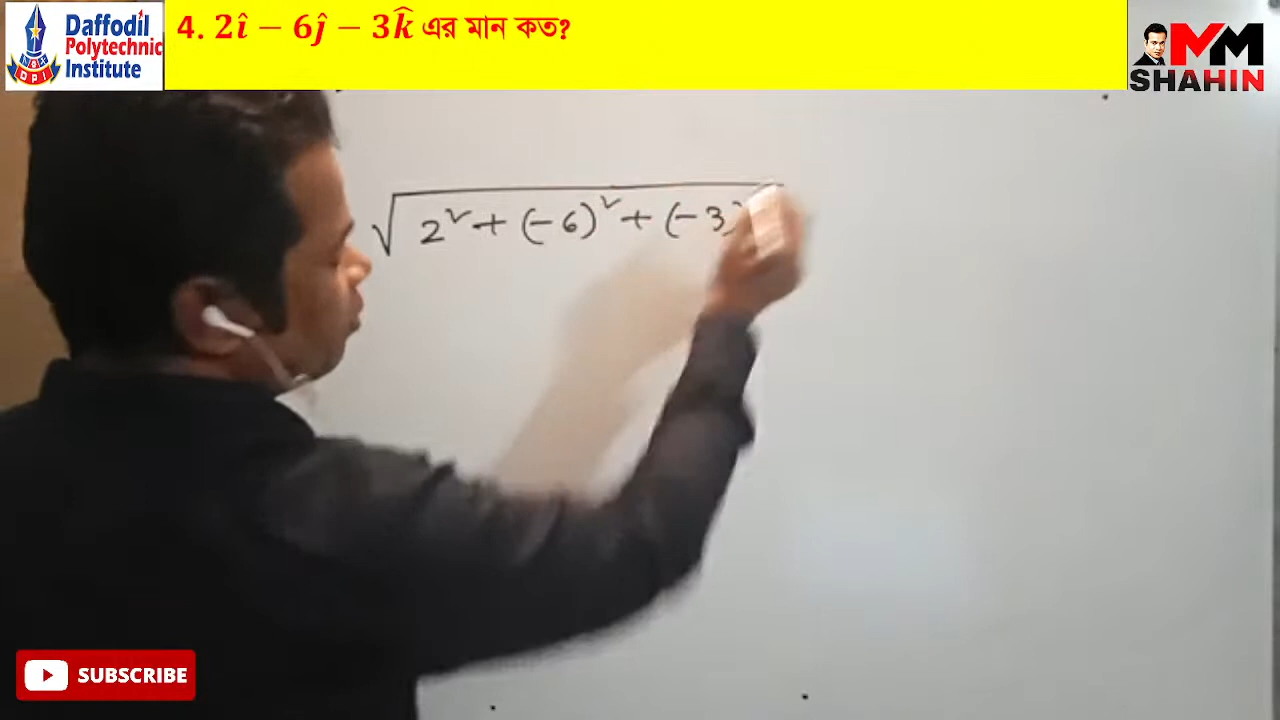 Daffodil
Polytechnic
Institute
DPI
4. 2î − 6ĵ − 3k̂ এর মান কত?
MM
SHAHIN
√2² + (−6)² + (−3)
SUBSCRIBE